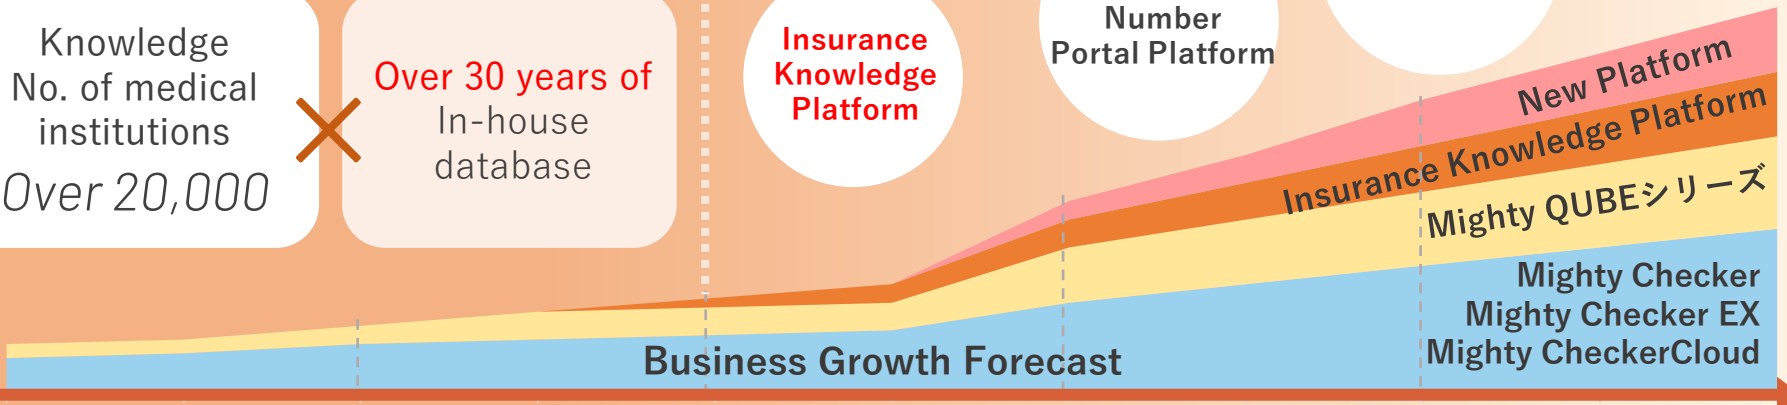 Knowledge
No. of medical
institutions
Over 20,000
Over 30 years of
In-house
database
Insurance
Knowledge
Platform
Number
Portal Platform
New Platform
Insurance Knowledge Platform
Mighty QUBEシリーズ
Mighty Checker
Mighty Checker EX
Mighty CheckerCloud
Business Growth Forecast